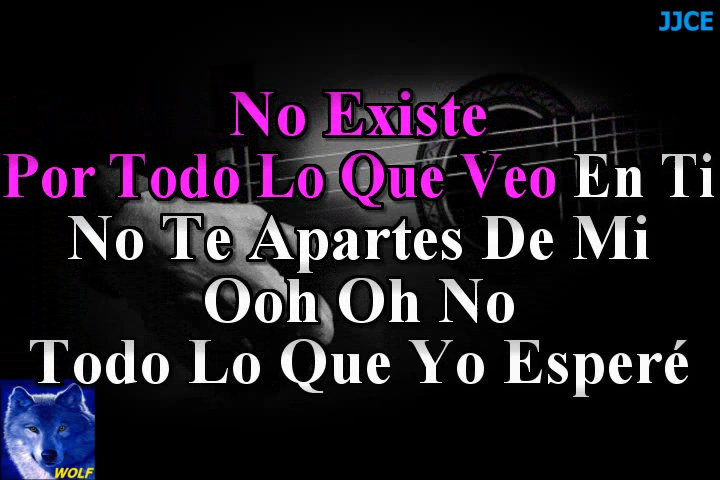 JJCE
No Existe
Por Todo Lo Que Veo En Ti
No Te Apartes De Mi
Ooh Oh No
Todo Lo Que Yo Esperé
WOLF